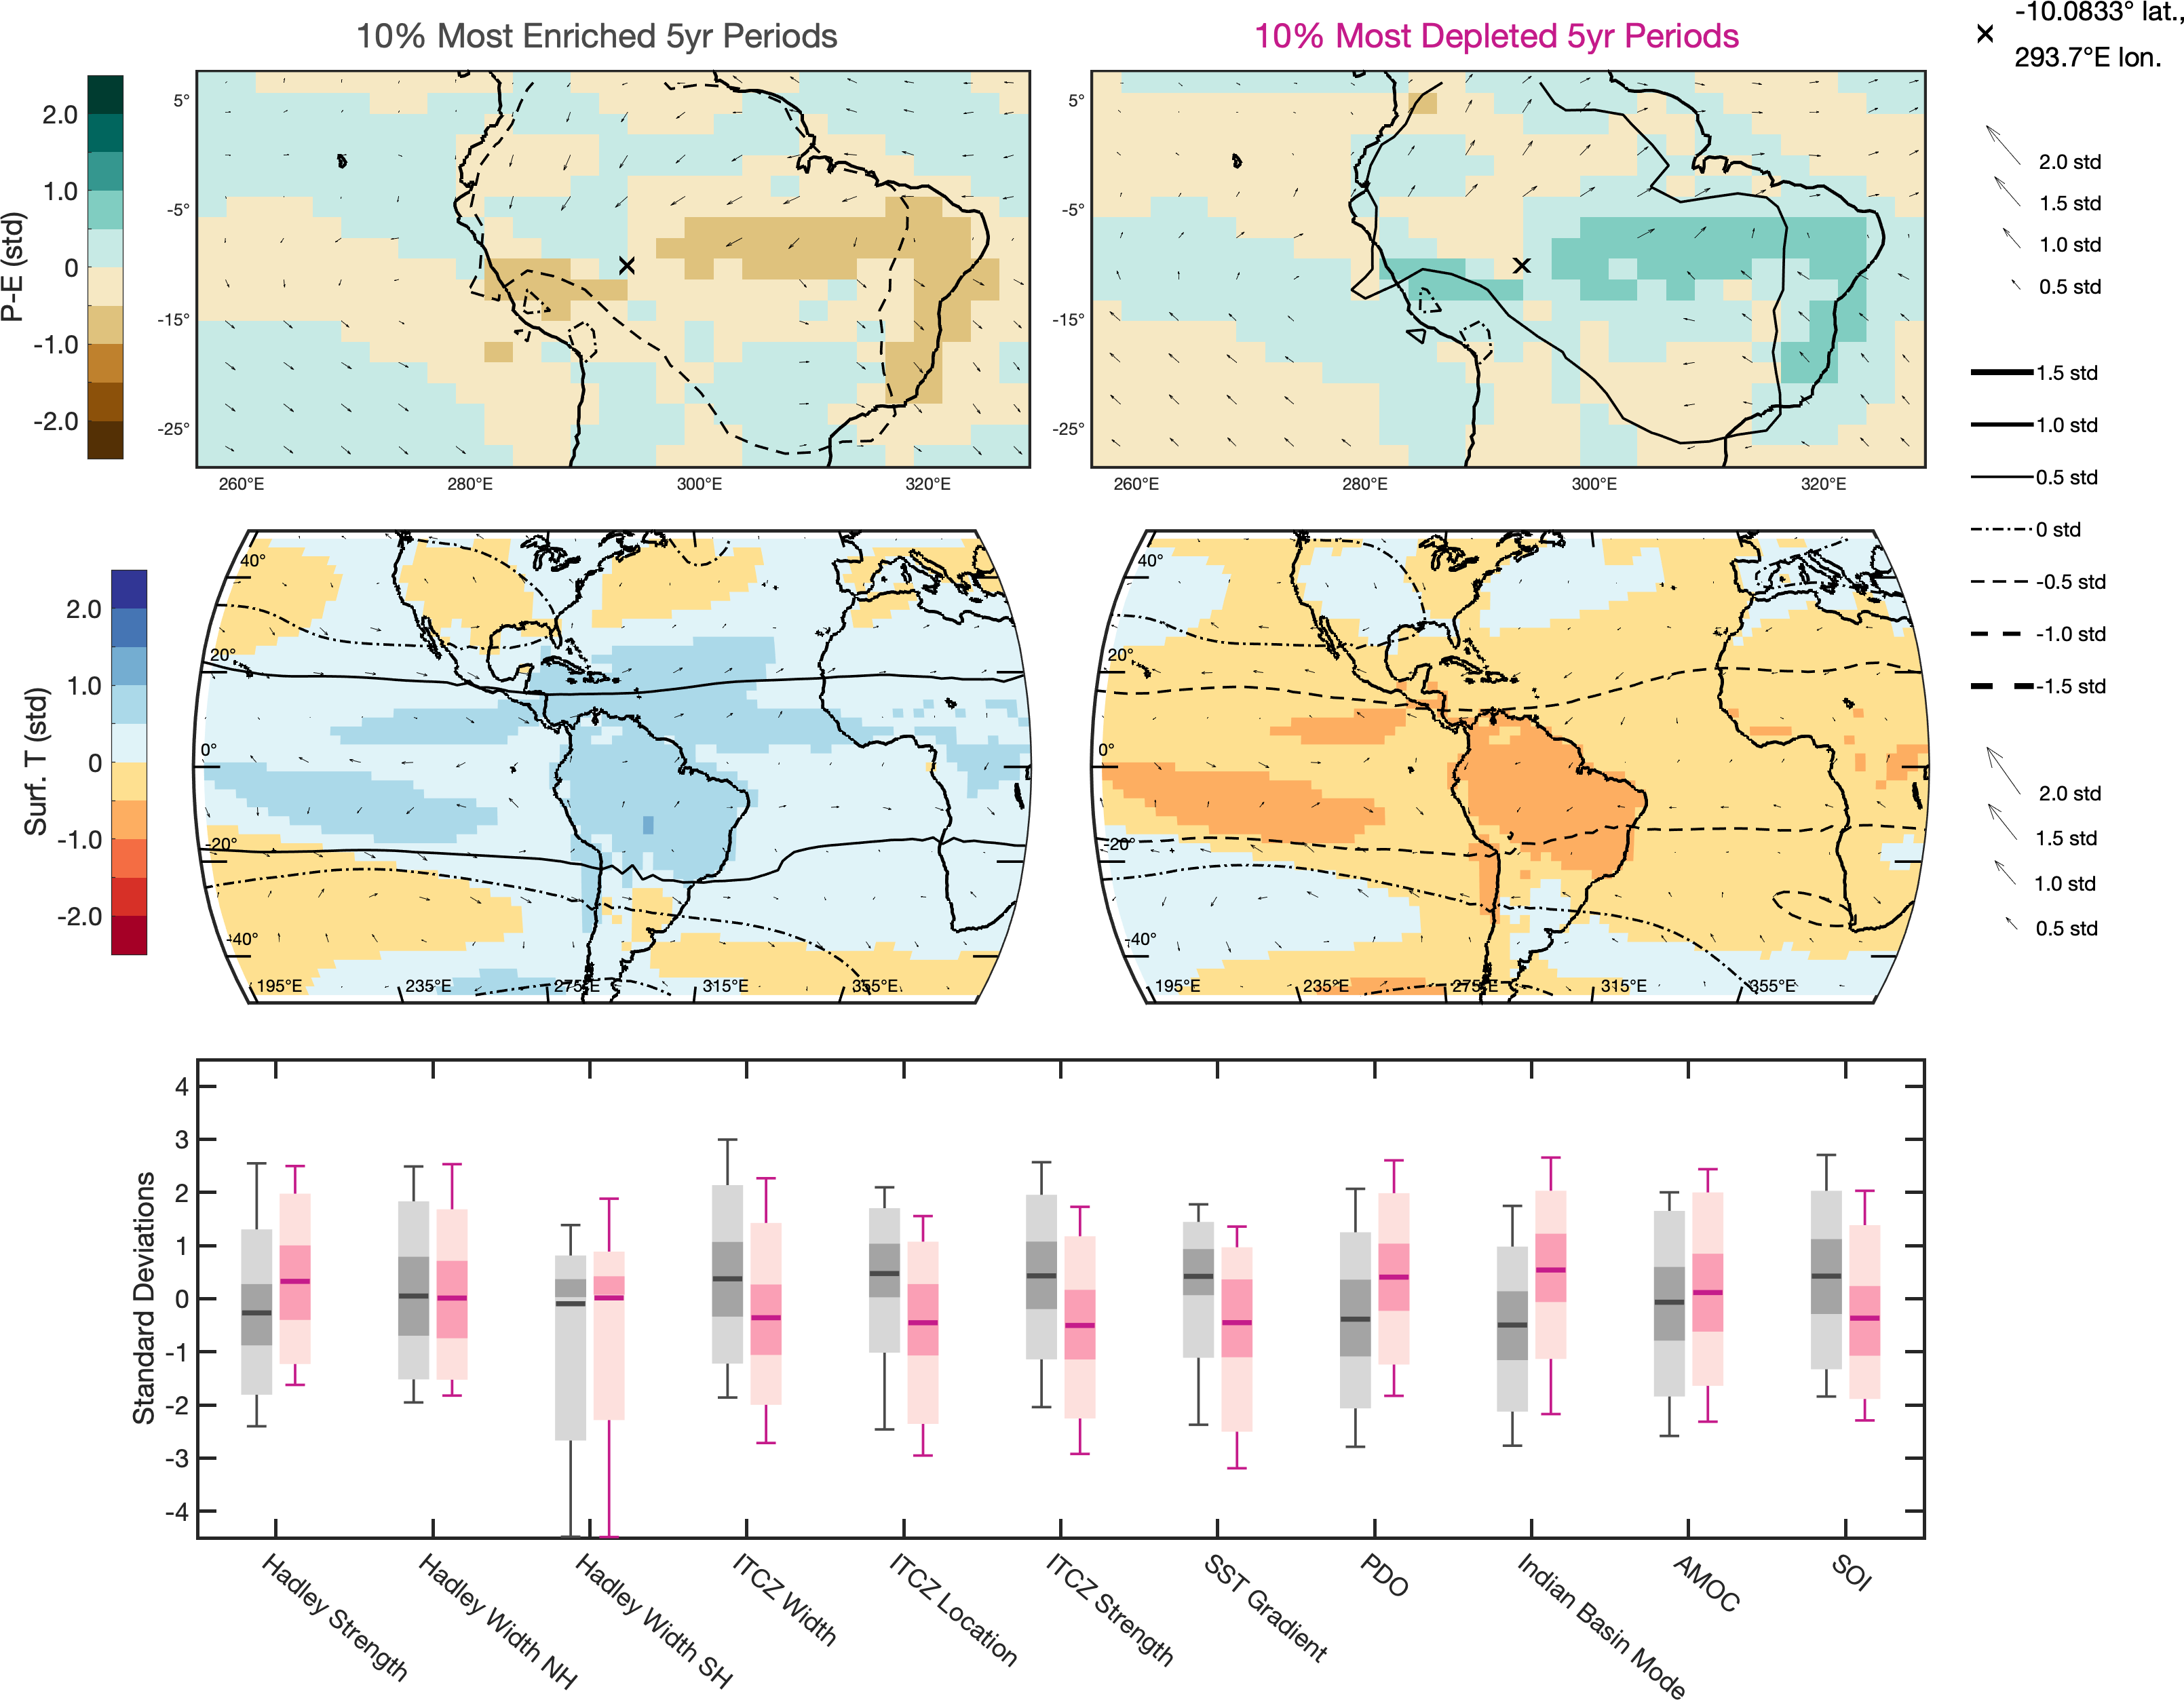 10% Most Enriched 5yr Periods
10% Most Depleted 5yr Periods
-10.0833° lat.,
293.7°E lon.
P-E (std)
2.0
1.0
0
-1.0
-2.0
5°
-5°
-15°
-25°
260°E
280°E
300°E
320°E
5°
-5°
-15°
-25°
260°E
280°E
300°E
320°E
2.0 std
1.5 std
1.0 std
0.5 std
1.5 std
1.0 std
0.5 std
0 std
-0.5 std
-1.0 std
-1.5 std
Surf. T (std)
2.0
1.0
0
-1.0
-2.0
40°
20°
0°
-20°
-40°
195°E
235°E
275°E
315°E
355°E
40°
20°
0°
-20°
-40°
195°E
235°E
275°E
315°E
355°E
2.0 std
1.5 std
1.0 std
0.5 std
Standard Deviations
4
3
2
1
0
-1
-2
-3
-4
Hadley Strength
Hadley Width NH
Hadley Width SH
ITCZ Width
ITCZ Location
ITCZ Strength
SST Gradient
PDO
Indian Basin Mode
AMOC
SOI